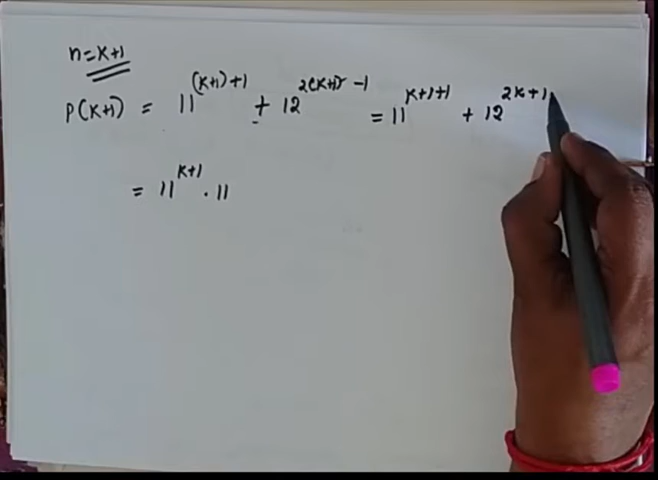 n=k+1
P(k+1) = 11^(k+1)+1 + 12^2(k+1)-1 = 11^k+1+1 + 12^2k+1
= 11^k+1 . 11